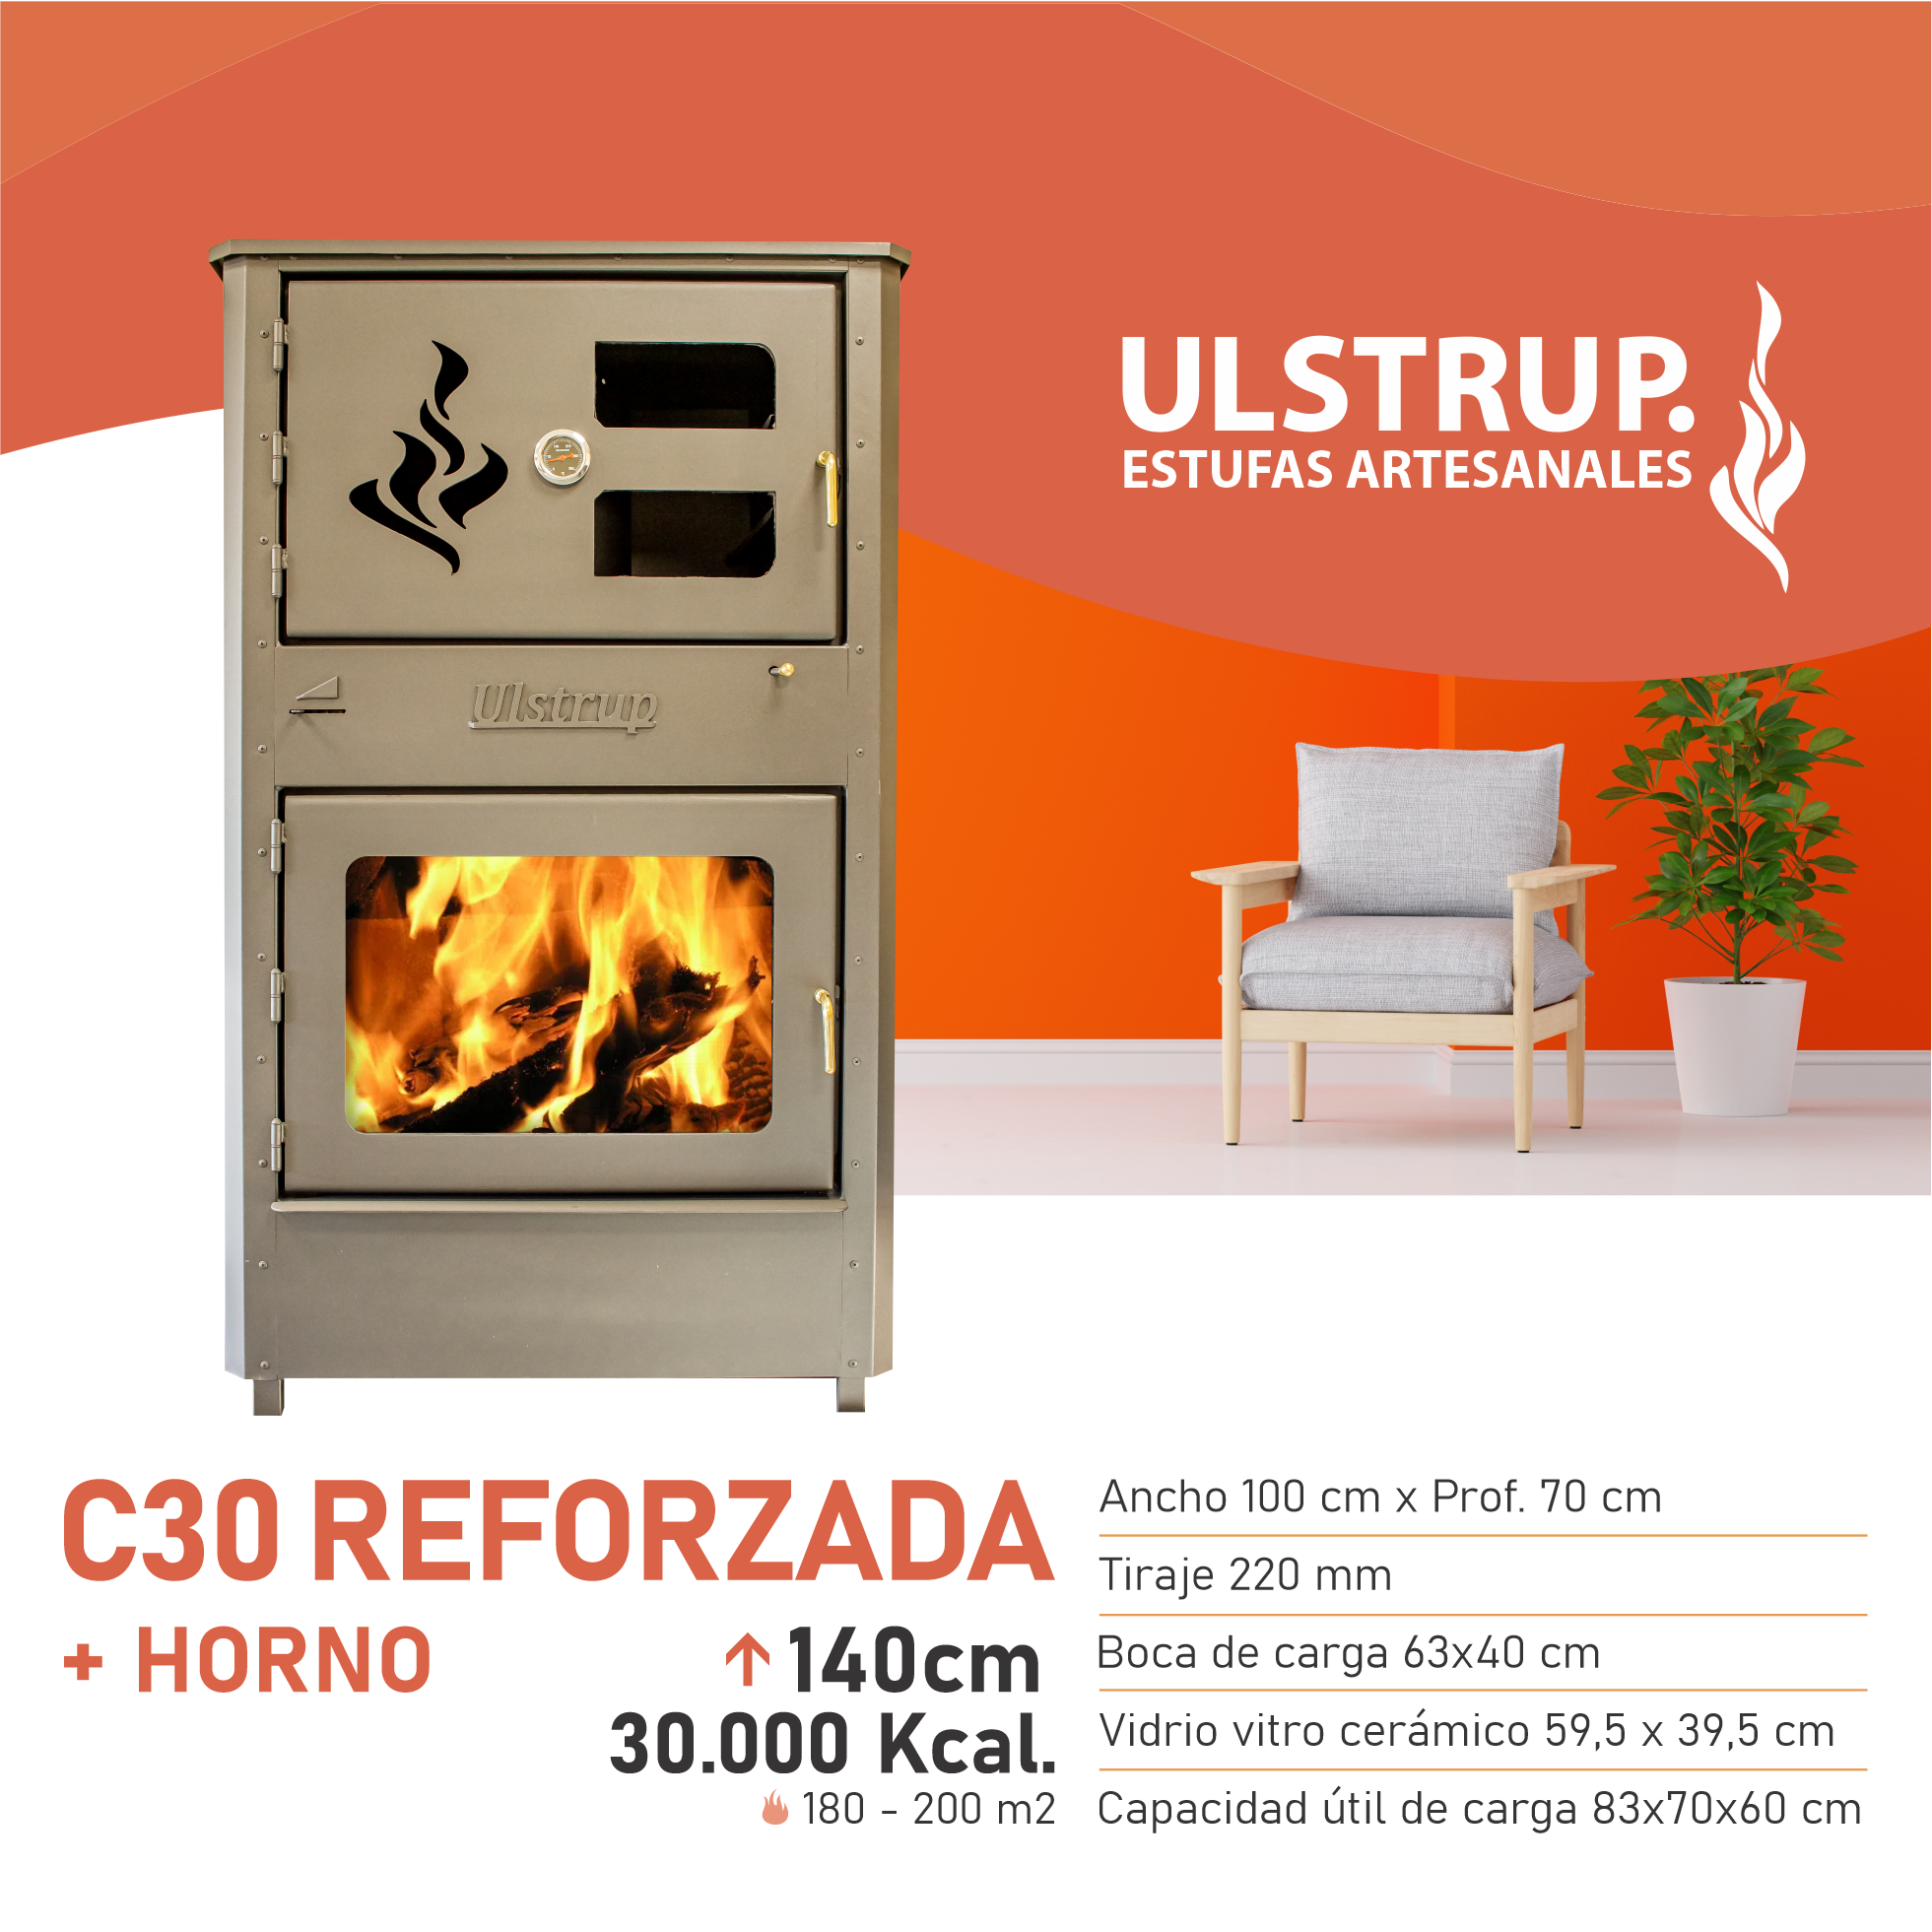 ULSTRUP.
ESTUFAS ARTESANALES
Ulstrup
C30 REFORZADA
+ HORNO
140cm
30.000 Kcal.
180 - 200 m2
Ancho 100 cm x Prof. 70 cm
Tiraje 220 mm
Boca de carga 63x40 cm
Vidrio vitro cerámico 59,5 x 39,5 cm
Capacidad útil de carga 83x70x60 cm